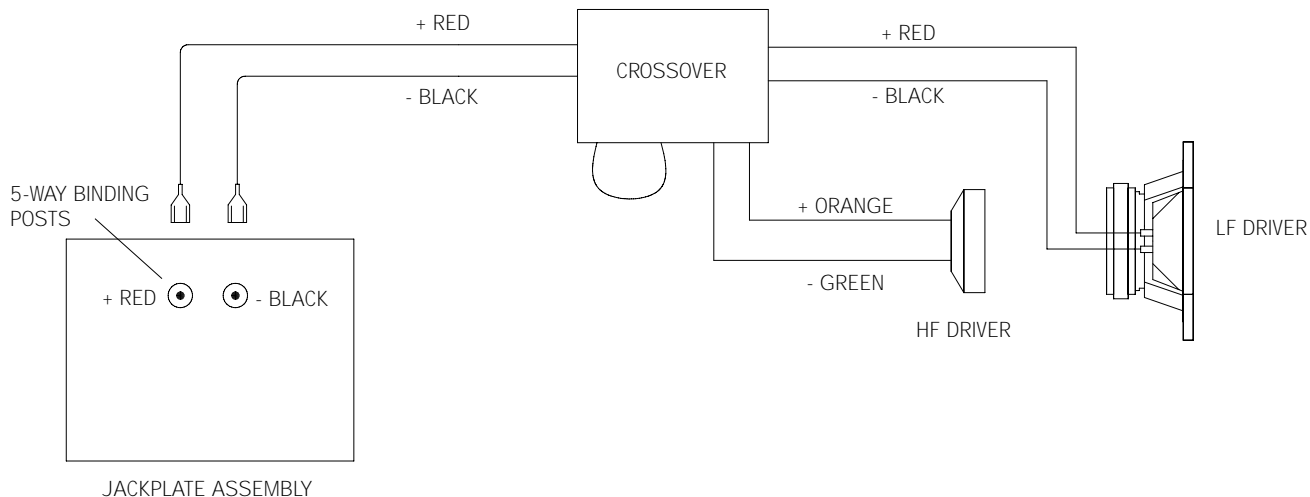 + RED
+ RED
CROSSOVER
- BLACK
- BLACK
5-WAY BINDING
POSTS
+ ORANGE
LF DRIVER
- GREEN
+ RED
- BLACK
HF DRIVER
JACKPLATE ASSEMBLY